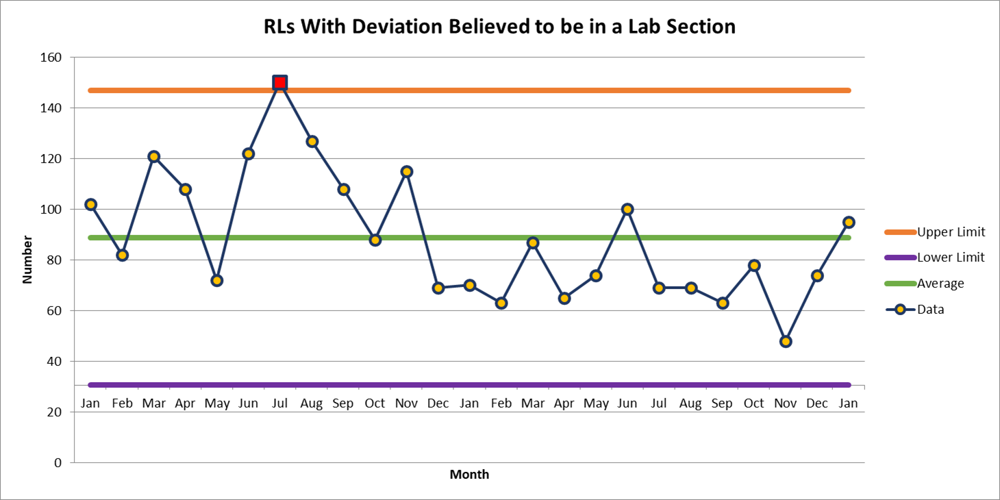 RLs With Deviation Believed to be in a Lab Section
160
140
120
100
80
60
40
20
0
Number
Jan Feb Mar Apr May Jun Jul Aug Sep Oct Nov Dec Jan Feb Mar Apr May Jun Jul Aug Sep Oct Nov Dec Jan
Month
Upper Limit
Lower Limit
Average
Data